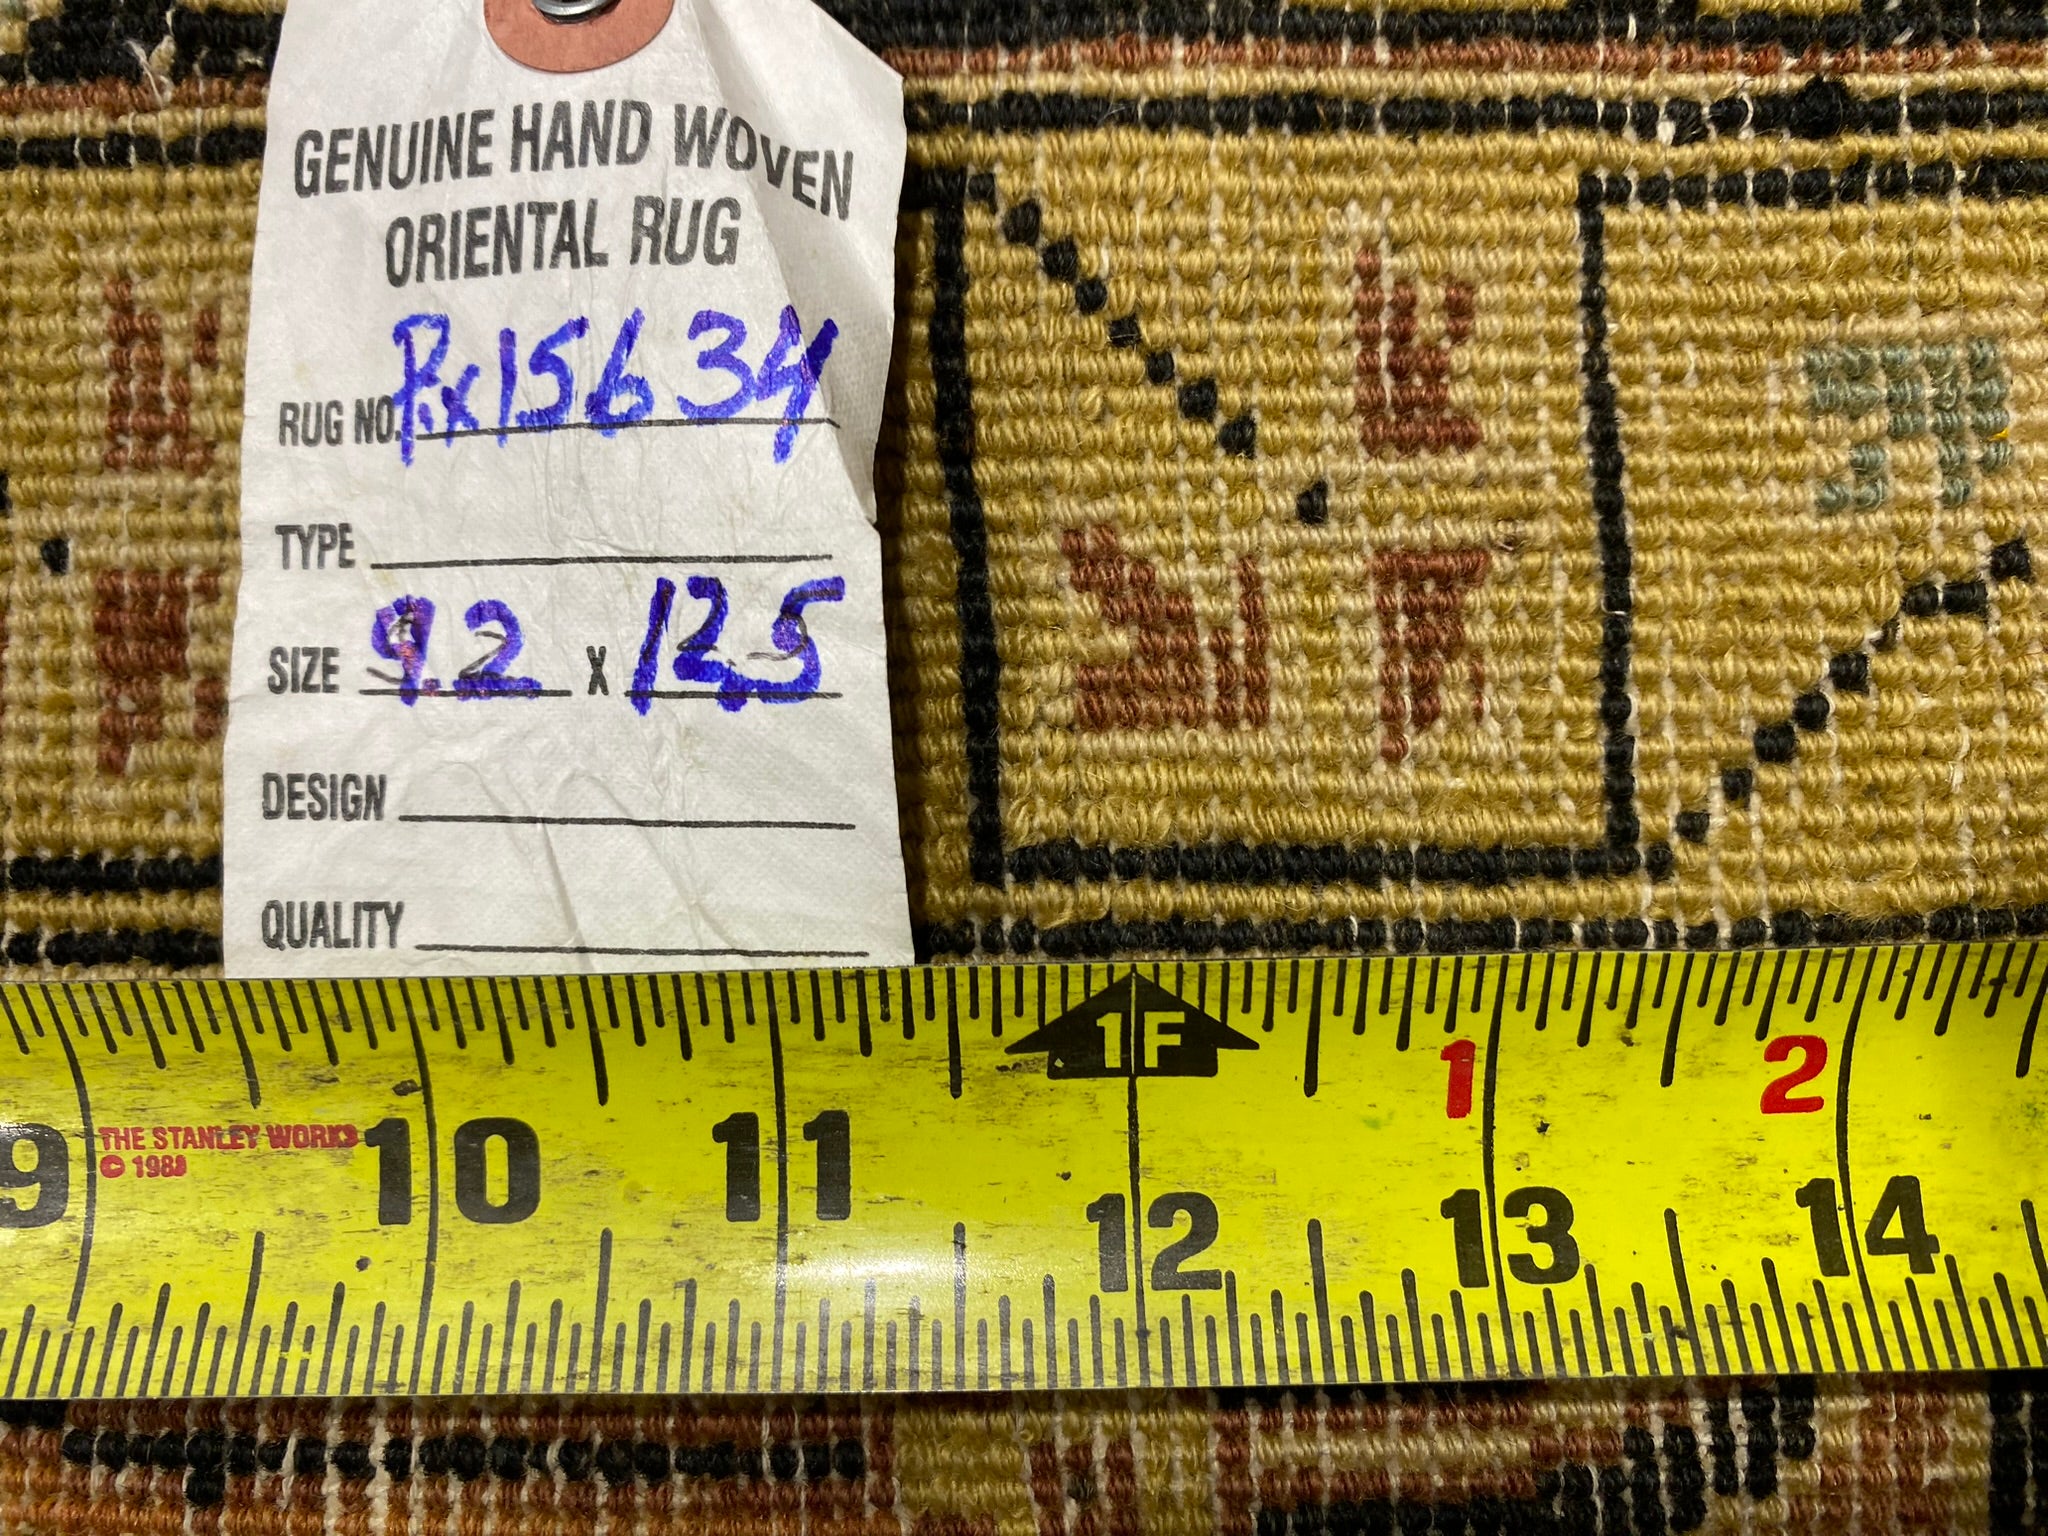 GENUINE HAND WOVEN
ORIENTAL RUG
RUG NO. Pix15634
TYPE
SIZE 9.2 x 12.5
DESIGN
QUALITY
1F
1 2
9 THE STANLEY WORKS 10 11 12 13 14
© 1988